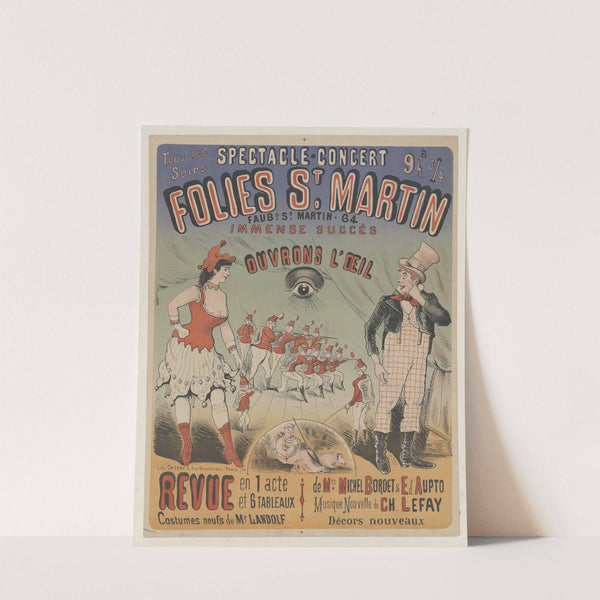 Tous les Soirs
SPECTACLE-CONCERT
9h. à 3/4
FOLIES ST. MARTIN
FAUBG ST MARTIN · 64
IMMENSE SUCCÈS
OUVRONS L'ŒIL
REVUE en 1 acte
et 6 TABLEAUX
Costumes neufs de Mr LANDOLF
de Mrs MICHEL BORDET & Ed AUPTO
Musique Nouvelle de CH. LEFAY
Décors nouveaux